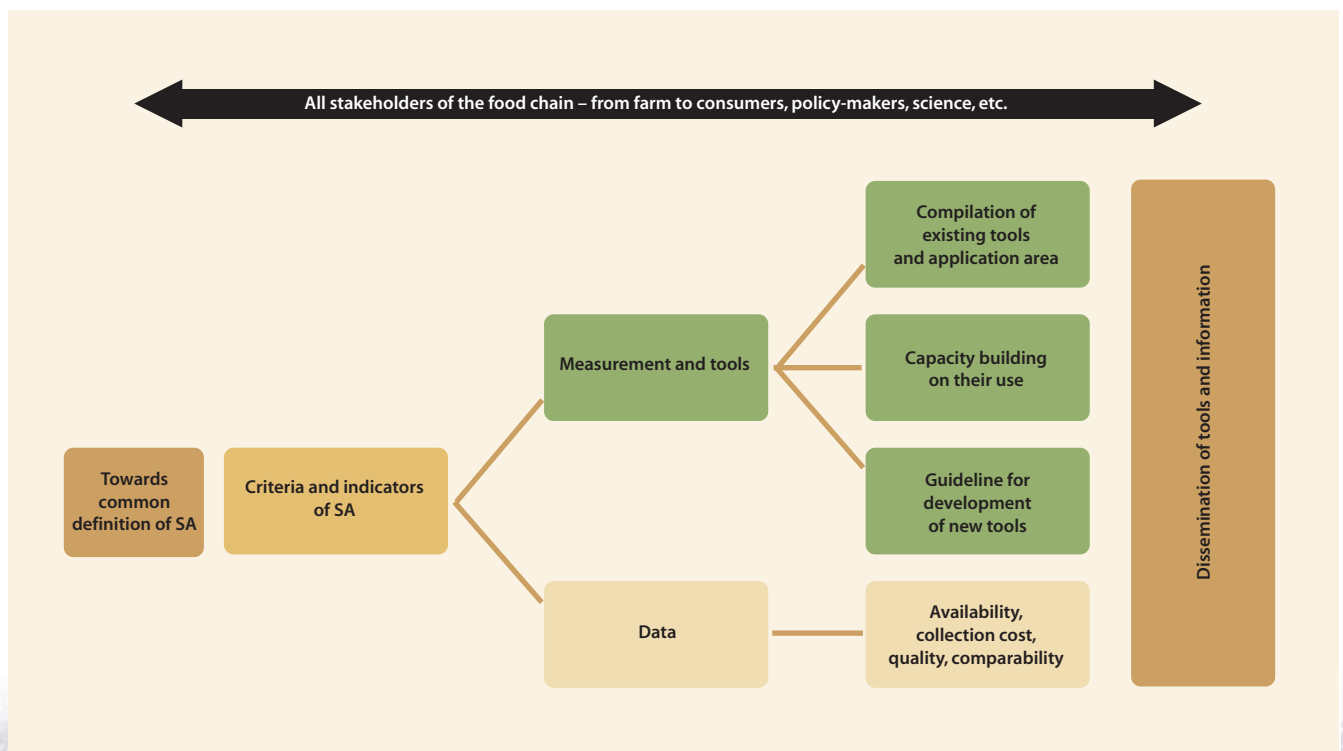 All stakeholders of the food chain – from farm to consumers, policy-makers, science, etc.
Towards
common
definition of SA
Criteria and indicators
of SA
Measurement and tools
Data
Compilation of
existing tools
and application area
Capacity building
on their use
Guideline for
development
of new tools
Availability,
collection cost,
quality, comparability
Dissemination of tools and information